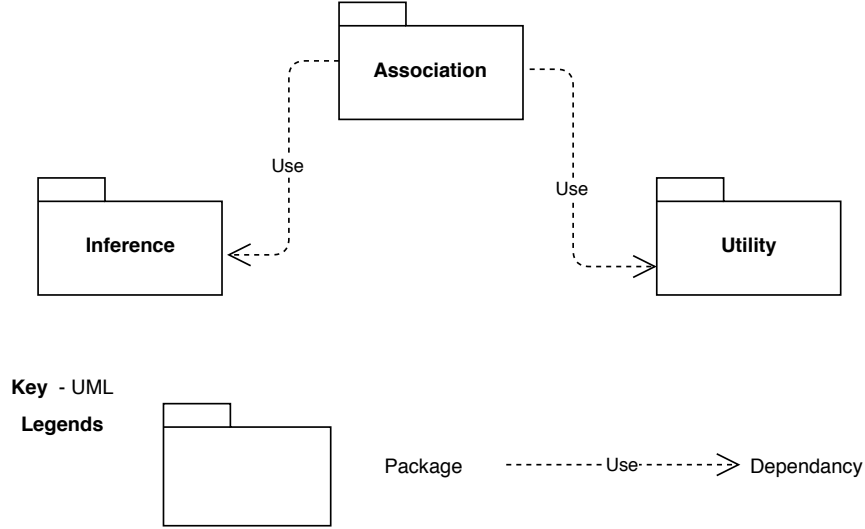 Association
Use
Use
Inference
Utility
Key - UML
Legends
Package
Use
Dependancy